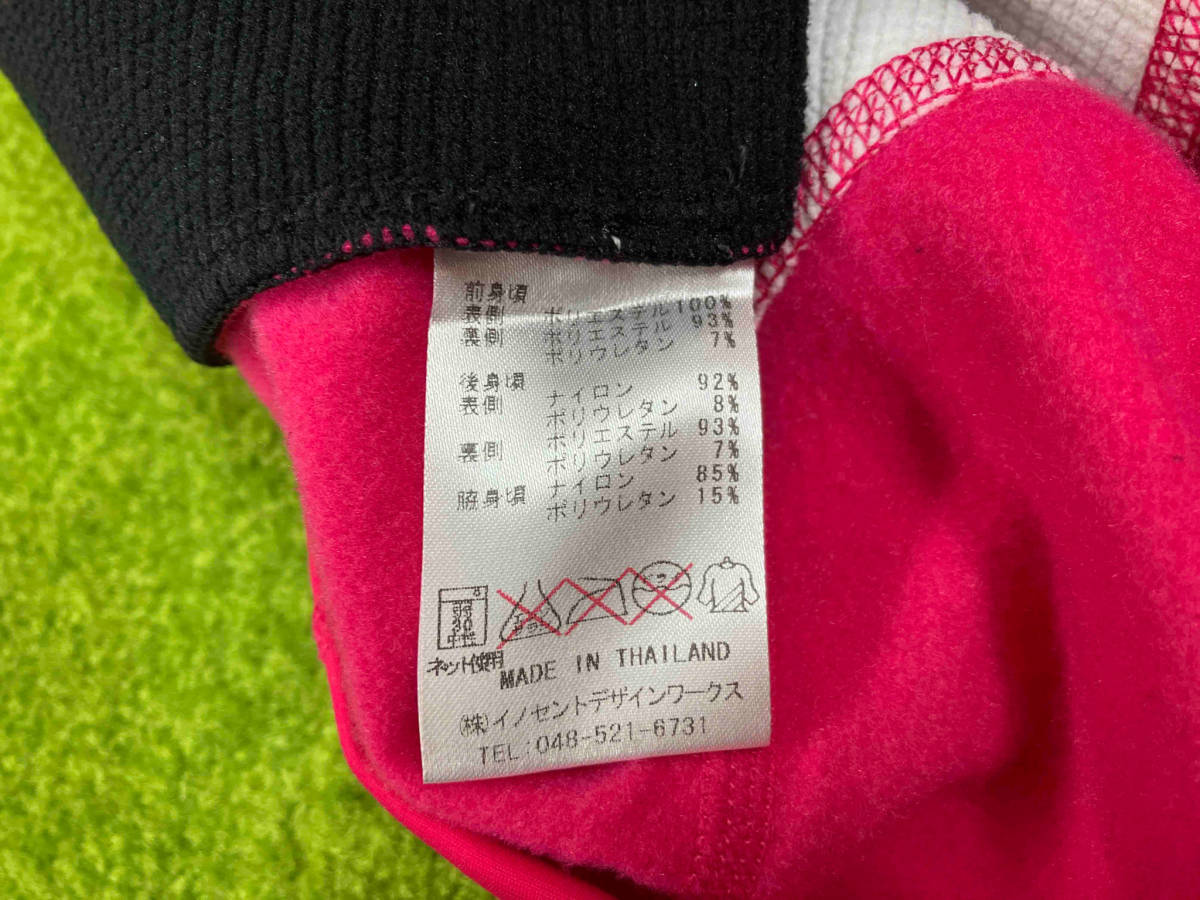 前身頃
表側 ポリエステル100%
裏側 ポリエステル 93%
ポリウレタン 7%
後身頃
表側 ナイロン 92%
ポリウレタン 8%
裏側 ポリエステル 93%
ポリウレタン 7%
脇身頃 ナイロン 85%
ポリウレタン 15%
弱
30
中性
ネット使用
MADE IN THAILAND
(株)イノセントデザインワークス
TEL:048-521-6731